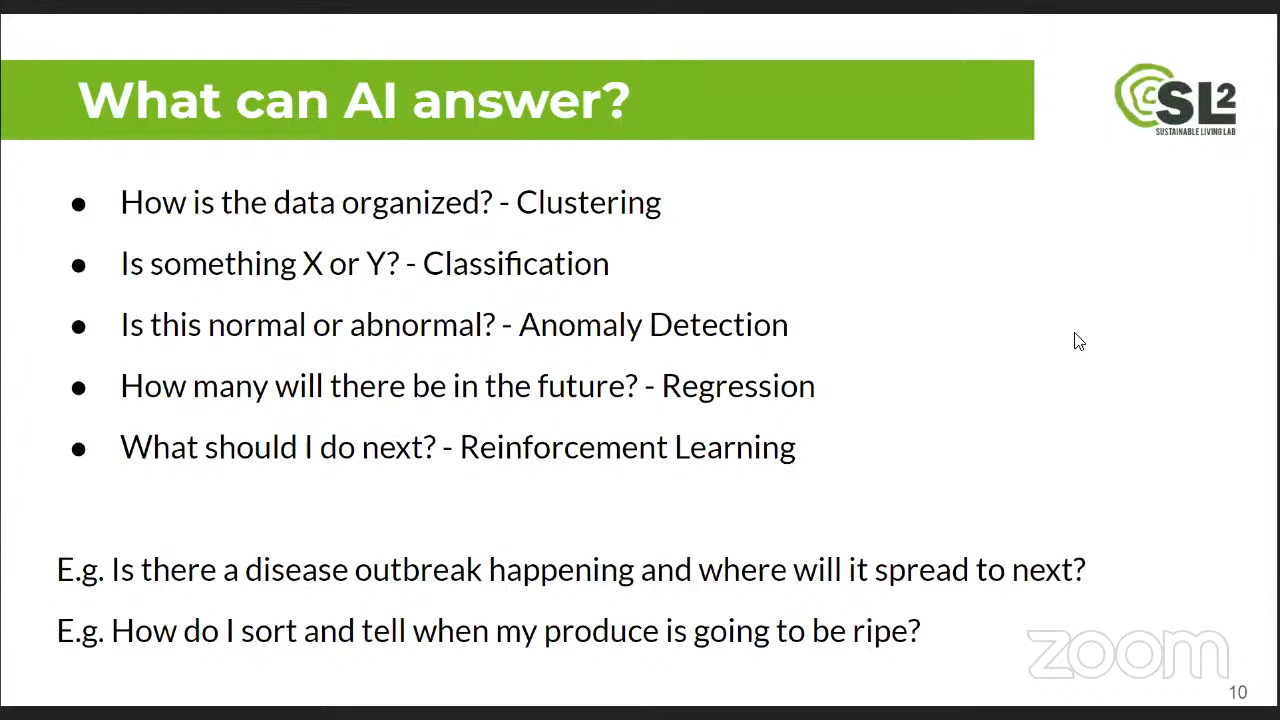 What can AI answer?
SL2
SUSTAINABLE LIVING LAB
● How is the data organized? - Clustering
● Is something X or Y? - Classification
● Is this normal or abnormal? - Anomaly Detection
● How many will there be in the future? - Regression
● What should I do next? - Reinforcement Learning
E.g. Is there a disease outbreak happening and where will it spread to next?
E.g. How do I sort and tell when my produce is going to be ripe?
zoom
10